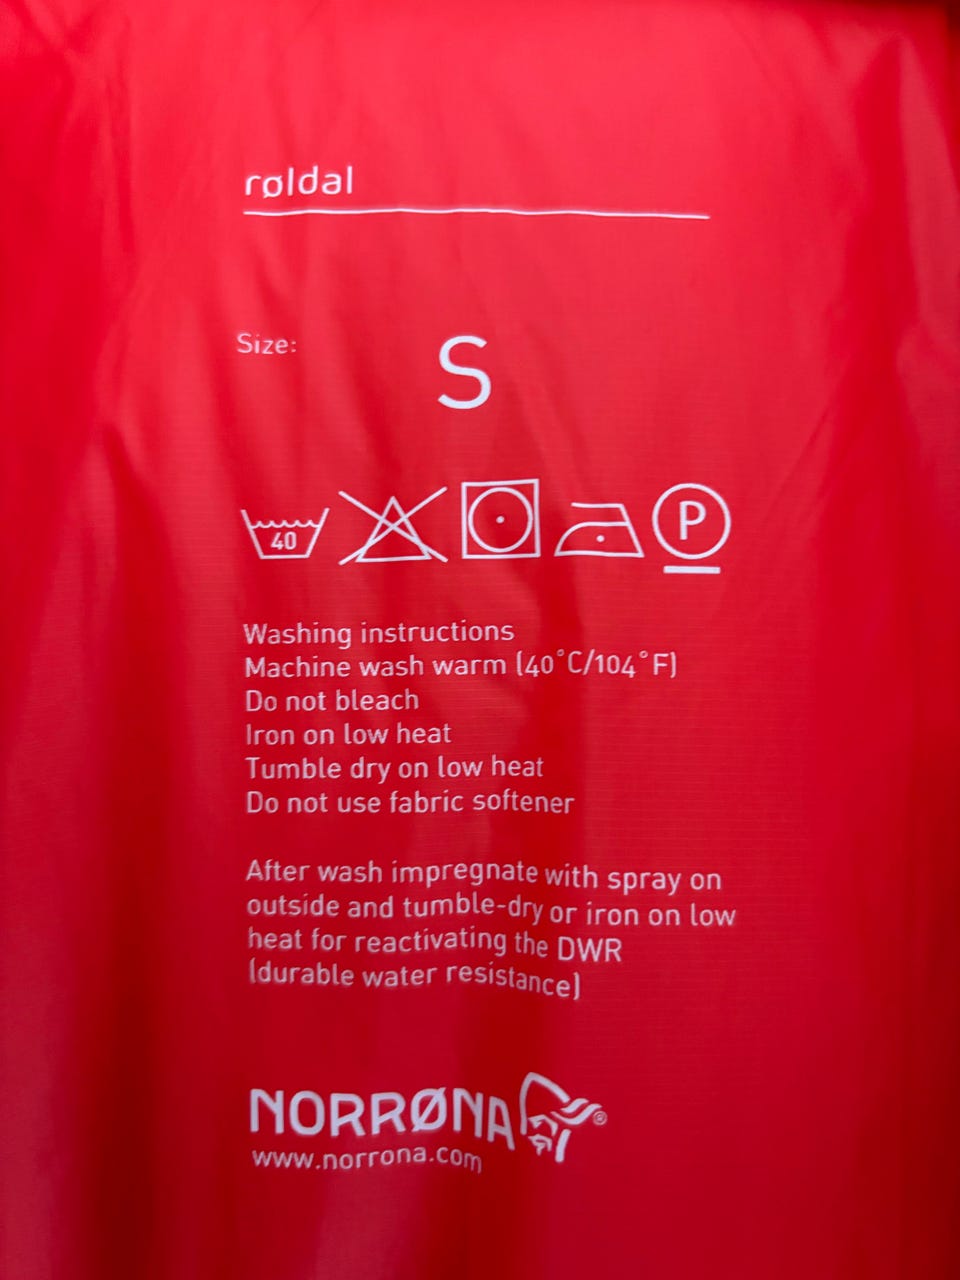 røldal
Size:
S
40
P
Washing instructions
Machine wash warm (40°C/104°F)
Do not bleach
Iron on low heat
Tumble dry on low heat
Do not use fabric softener
After wash impregnate with spray on
outside and tumble-dry or iron on low
heat for reactivating the DWR
(durable water resistance)
NORRØNA®
www.norrona.com